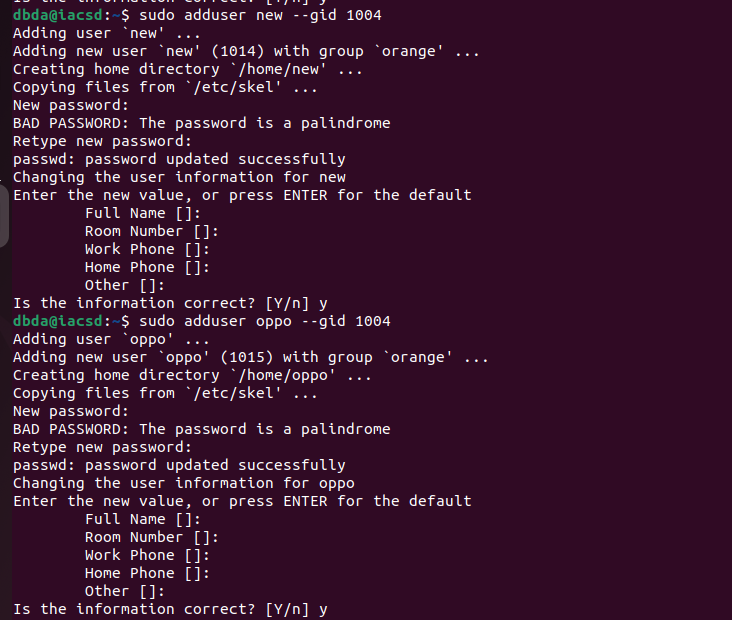 Is the information correct? [Y/n] y
dbda@iacsd:~$ sudo adduser new --gid 1004
Adding user `new' ...
Adding new user `new' (1014) with group `orange' ...
Creating home directory `/home/new' ...
Copying files from `/etc/skel' ...
New password:
BAD PASSWORD: The password is a palindrome
Retype new password:
passwd: password updated successfully
Changing the user information for new
Enter the new value, or press ENTER for the default
        Full Name []:
        Room Number []:
        Work Phone []:
        Home Phone []:
        Other []:
Is the information correct? [Y/n] y
dbda@iacsd:~$ sudo adduser oppo --gid 1004
Adding user `oppo' ...
Adding new user `oppo' (1015) with group `orange' ...
Creating home directory `/home/oppo' ...
Copying files from `/etc/skel' ...
New password:
BAD PASSWORD: The password is a palindrome
Retype new password:
passwd: password updated successfully
Changing the user information for oppo
Enter the new value, or press ENTER for the default
        Full Name []:
        Room Number []:
        Work Phone []:
        Home Phone []:
        Other []:
Is the information correct? [Y/n] y